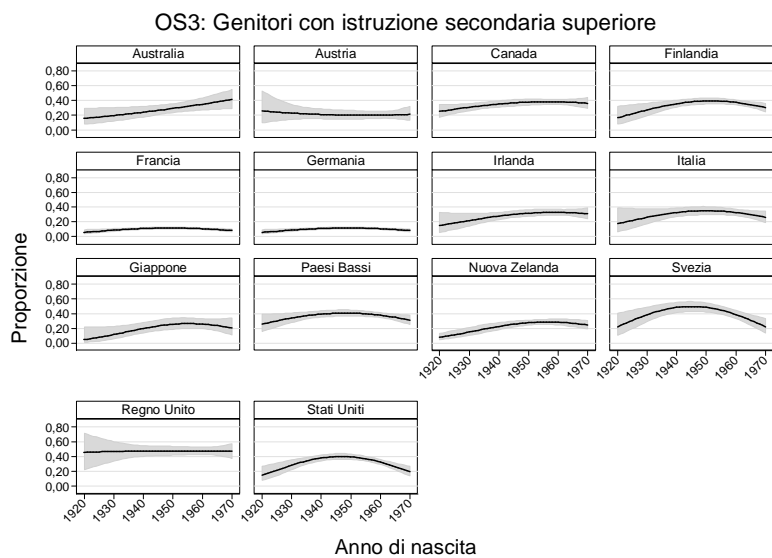 OS3: Genitori con istruzione secondaria superiore
Australia
Austria
Canada
Finlandia
0,80
0,60
0,40
0,20
0,00
Francia
Germania
Irlanda
Italia
0,80
0,60
0,40
0,20
0,00
Giappone
Paesi Bassi
Nuova Zelanda
Svezia
0,80
0,60
0,40
0,20
0,00
1920 1930 1940 1950 1960 1970
1920 1930 1940 1950 1960 1970
Regno Unito
Stati Uniti
0,80
0,60
0,40
0,20
0,00
1920 1930 1940 1950 1960 1970
1920 1930 1940 1950 1960 1970
Proporzione
Anno di nascita